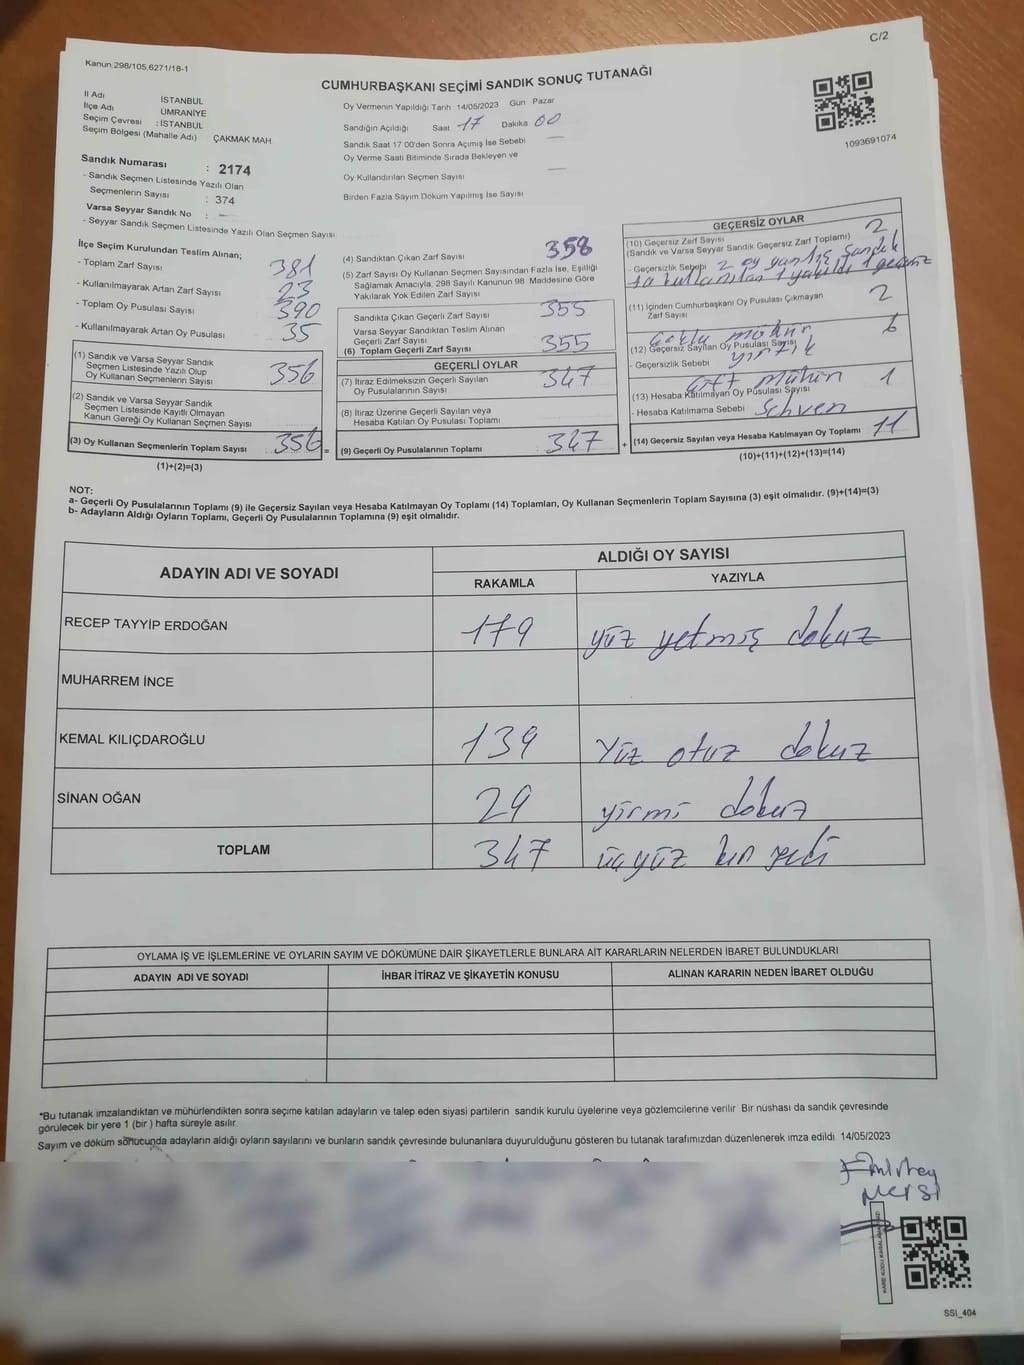 C/2
Kanun.298/105,6271/18-1
CUMHURBAŞKANI SEÇİMİ SANDIK SONUÇ TUTANAĞI
1093691074
İl Adı İSTANBUL
İlçe Adı ÜMRANİYE
Seçim Çevresi : İSTANBUL
Seçim Bölgesi (Mahalle Adı) ÇAKMAK MAH
Sandık Numarası : 2174
- Sandık Seçmen Listesinde Yazılı Olan
Seçmenlerin Sayısı : 374
Varsa Seyyar Sandık No :
- Seyyar Sandık Seçmen Listesinde Yazılı Olan Seçmen Sayısı
Oy Vermenin Yapıldığı Tarih 14/05/2023 Gün Pazar
Sandığın Açıldığı Saat 17 Dakika 00
Sandık Saat 17 00'den Sonra Açımış İse Sebebi
Oy Verme Saati Bitiminde Sırada Bekleyen ve
Oy Kullandırılan Seçmen Sayısı
Birden Fazla Sayım Döküm Yapılmış İse Sayısı
İlçe Seçim Kurulundan Teslim Alınan;
- Toplam Zarf Sayısı 381
- Kullanılmayarak Artan Zarf Sayısı 23
- Toplam Oy Pusulası Sayısı 390
- Kullanılmayarak Artan Oy Pusulası 35
(1) Sandık ve Varsa Seyyar Sandık
Seçmen Listesinde Yazılı Olup
Oy Kullanan Seçmenlerin Sayısı 356
(2) Sandık ve Varsa Seyyar Sandık
Seçmen Listesinde Kayıtlı Olmayan
Kanun Gereği Oy Kullanan Seçmen Sayısı
(3) Oy Kullanan Seçmenlerin Toplam Sayısı 356 =
(1)+(2)=(3)
(4) Sandıktan Çıkan Zarf Sayısı 358
(5) Zarf Sayısı Oy Kullanan Seçmen Sayısından Fazla İse, Eşitliği
Sağlamak Amacıyla, 298 Sayılı Kanunun 98 Maddesine Göre
Yakılarak Yok Edilen Zarf Sayısı
Sandıkta Çıkan Geçerli Zarf Sayısı 355
Varsa Seyyar Sandıktan Teslim Alınan
Geçerli Zarf Sayısı
(6) Toplam Geçerli Zarf Sayısı 355
GEÇERLİ OYLAR
(7) İtiraz Edilmeksizin Geçerli Sayılan
Oy Pusulasının Sayısı 347
(8) İtiraz Üzerine Geçerli Sayılan veya
Hesaba Katılan Oy Pusulası Toplamı
(9) Geçerli Oy Pusulalarının Toplamı 347 +
GEÇERSİZ OYLAR
(10) Geçersiz Zarf Sayısı 2
(Sandık ve Varsa Seyyar Sandık Geçersiz Zarf Toplamı)
- Geçersizlik Sebebi 2 oy yanlış sandık
ta kullanılan 1 yakıldı 1 geçersiz
(11) İçinden Cumhurbaşkanı Oy Pusulası Çıkmayan
Zarf Sayısı 2
(12) Geçersiz Sayılan Oy Pusulası Sayısı 6
- Geçersizlik Sebebi Çoklu mühür yırtık
(13) Hesaba Katılmayan Oy Pusulası Sayısı 1
- Hesaba Katılmama Sebebi Çift Mühür Sehven
(14) Geçersiz Sayılan veya Hesaba Katılmayan Oy Toplamı 11
(10)+(11)+(12)+(13)=(14)
NOT:
a- Geçerli Oy Pusulalarının Toplamı (9) ile Geçersiz Sayılan veya Hesaba Katılmayan Oy Toplamı (14) Toplamları, Oy Kullanan Seçmenlerin Toplam Sayısına (3) eşit olmalıdır. (9)+(14)=(3)
b- Adayların Aldığı Oyların Toplamı, Geçerli Oy Pusulalarının Toplamına (9) eşit olmalıdır.
ADAYIN ADI VE SOYADI ALDIĞI OY SAYISI
RAKAMLA YAZIYLA
RECEP TAYYİP ERDOĞAN 179 yüz yetmiş dokuz
MUHARREM İNCE
KEMAL KILIÇDAROĞLU 139 Yüz otuz dokuz
SİNAN OĞAN 29 yirmi dokuz
TOPLAM 347 üçyüz kırk yedi
OYLAMA İŞ VE İŞLEMLERİNE VE OYLARIN SAYIM VE DÖKÜMÜNE DAİR ŞİKAYETLERLE BUNLARA AİT KARARLARIN NELERDEN İBARET BULUNDUKLARI
ADAYIN ADI VE SOYADI İHBAR İTİRAZ VE ŞİKAYETİN KONUSU ALINAN KARARIN NEDEN İBARET OLDUĞU
*Bu tutanak imzalandıktan ve mühürlendikten sonra seçime katılan adayların ve talep eden siyasi partilerin sandık kurulu üyelerine veya gözlemcilerine verilir Bir nüshası da sandık çevresinde
görülecek bir yere 1 (bir ) hafta süreyle asılır
Sayım ve döküm sonucunda adayların aldığı oyların sayılarını ve bunların sandık çevresinde bulunanlara duyurulduğunu gösteren bu tutanak tarafımızdan düzenlenerek imza edildi. 14/05/2023
SSİ_404